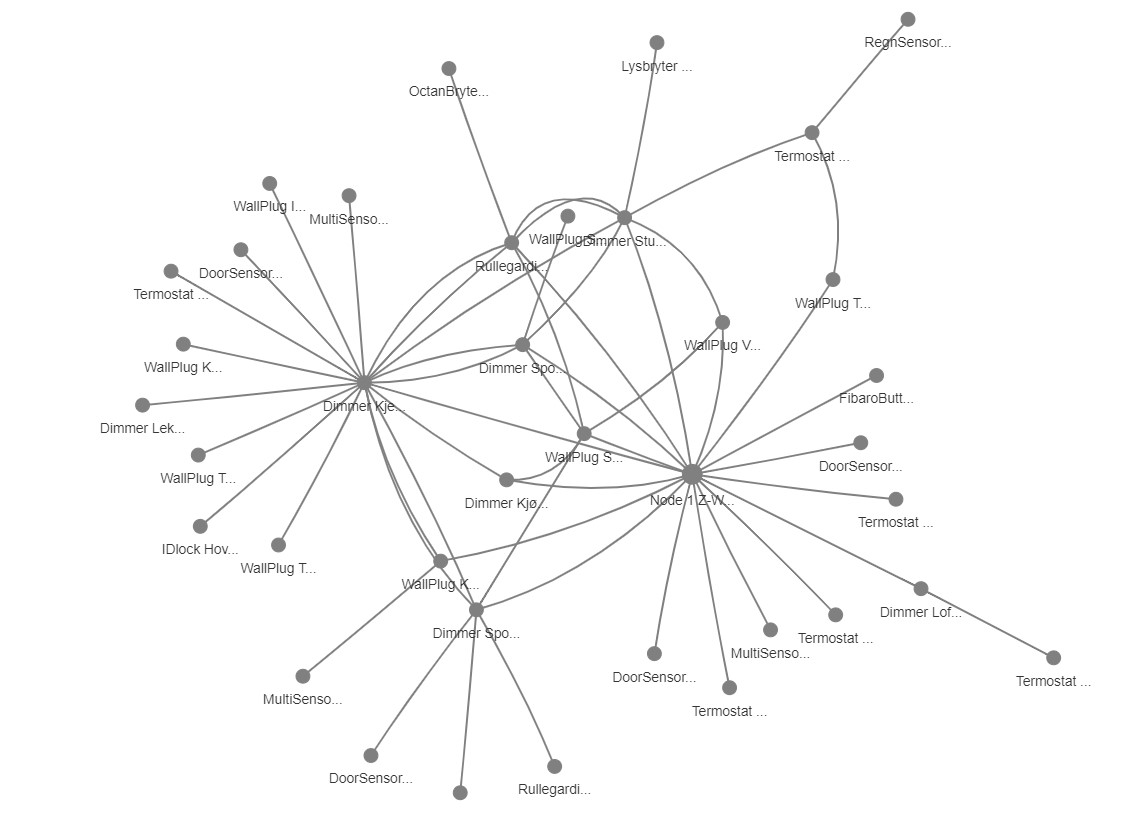 RegnSensor...
Lysbryter ...
OctanBryte...
Termostat ...
WallPlug I...
MultiSenso...
WallPlug S...
Dimmer Stu...
Rullegardi...
DoorSensor...
Termostat ...
WallPlug T...
WallPlug V...
WallPlug K...
Dimmer Spo...
FibaroButt...
Dimmer Kje...
Dimmer Lek...
WallPlug S...
DoorSensor...
WallPlug T...
Dimmer Kjø...
Node 1 Z-W...
Termostat ...
IDlock Hov...
WallPlug T...
WallPlug K...
Dimmer Lof...
Dimmer Spo...
Termostat ...
MultiSenso...
DoorSensor...
Termostat ...
MultiSenso...
Termostat ...
DoorSensor...
Rullegardi...